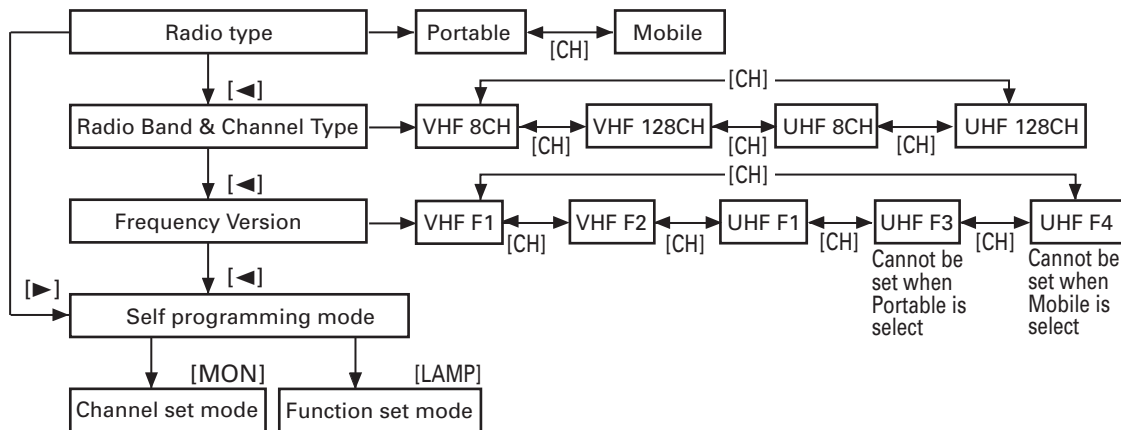 Radio type
Portable
[CH]
Mobile
[◄]
[CH]
Radio Band & Channel Type
VHF 8CH
[CH]
VHF 128CH
[CH]
UHF 8CH
[CH]
UHF 128CH
[◄]
[CH]
Frequency Version
VHF F1
[CH]
VHF F2
[CH]
UHF F1
[CH]
UHF F3
[CH]
UHF F4
Cannot be
set when
Portable is
select
Cannot be
set when
Mobile is
select
[►]
[◄]
Self programming mode
[MON]
[LAMP]
Channel set mode
Function set mode